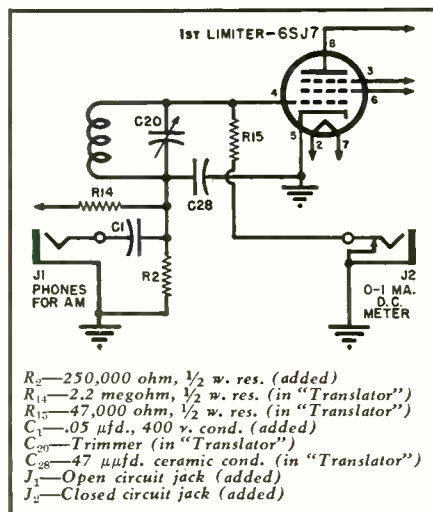 1ST LIMITER-6SJ7
8
3
4
6
C20
R15
5
2
7
C28
R14
C1
R2
J1
PHONES
FOR AM
J2
0-1 MA.
D.C.
METER
R₂—250,000 ohm, ½ w. res. (added)
R₁₄—2.2 megohm, ½ w. res. (in "Translator")
R₁₅—47,000 ohm, ½ w. res. (in "Translator")
C₁—.05 μfd., 400 v. cond. (added)
C₂₀—Trimmer (in "Translator")
C₂₈—47 μμfd. ceramic cond. (in "Translator")
J₁—Open circuit jack (added)
J₂—Closed circuit jack (added)